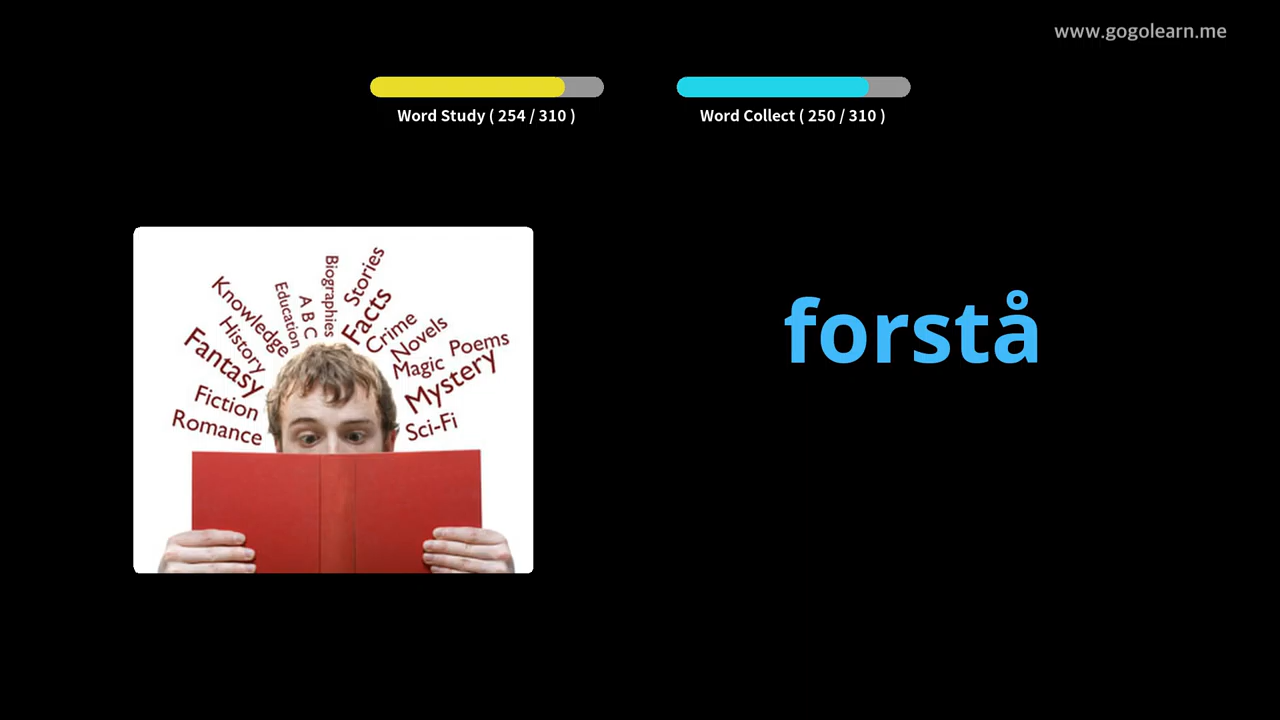 www.gogolearn.me
Word Study ( 254 / 310 )
Word Collect ( 250 / 310 )
forstå
Knowledge
Education
A B C
Biographies
Stories
Facts
History
Crime
Novels
Poems
Fantasy
Magic
Mystery
Fiction
Romance
Sci-Fi